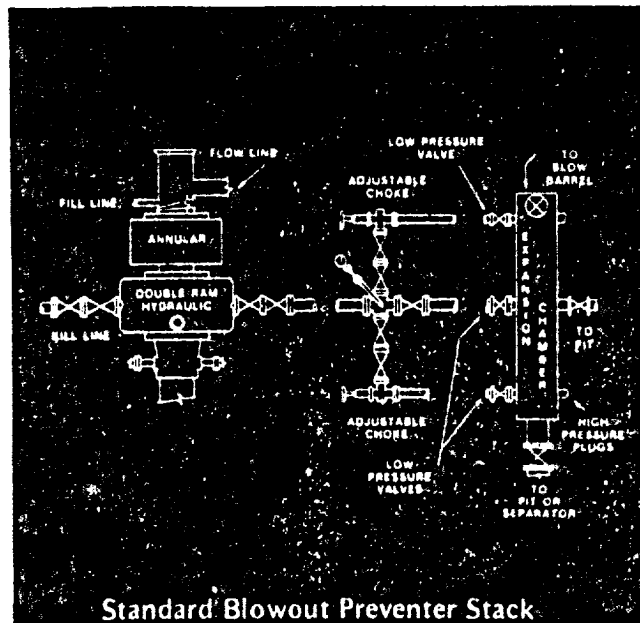 FLOW LINE
FILL LINE
ANNULAR
DOUBLE RAM
HYDRAULIC
KILL LINE
ADJUSTABLE
CHOKE
ADJUSTABLE
CHOKE
LOW PRESSURE
VALVE
LOW
PRESSURE
VALVES
TO
BLOW
BARREL
EXPANSION
CHAMBER
TO
PIT
HIGH
PRESSURE
PLUGS
TO
PIT OR
SEPARATOR
Standard Blowout Preventer Stack